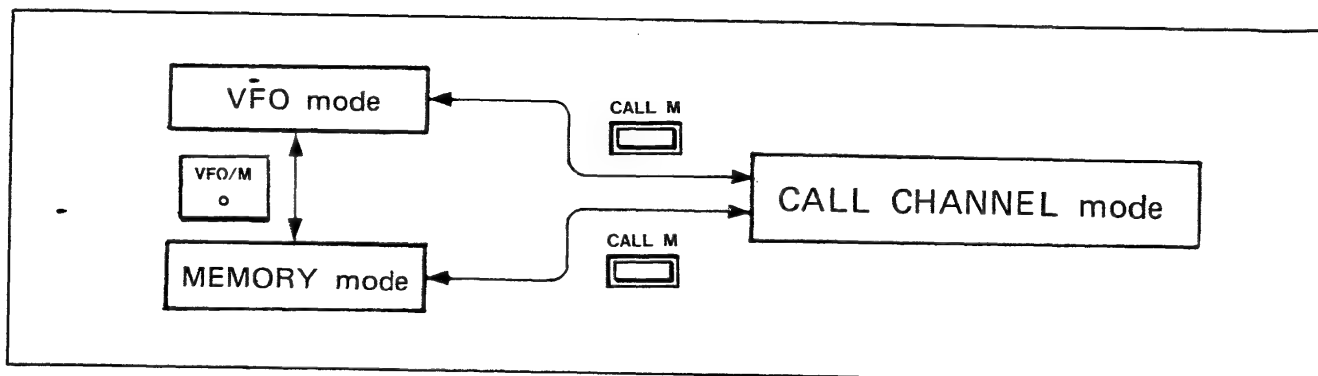 VFO mode
CALL M
VFO/M
CALL CHANNEL mode
CALL M
MEMORY mode